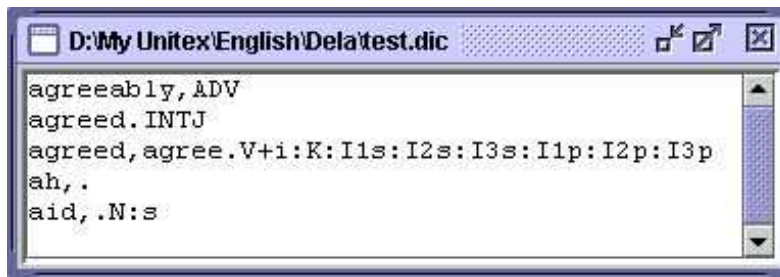 D:\My Unitex\English\Dela\test.dic
agreeably,ADV
agreed.INTJ
agreed,agree.V+i:K:I1s:I2s:I3s:I1p:I2p:I3p
ah,.
aid,.N:s